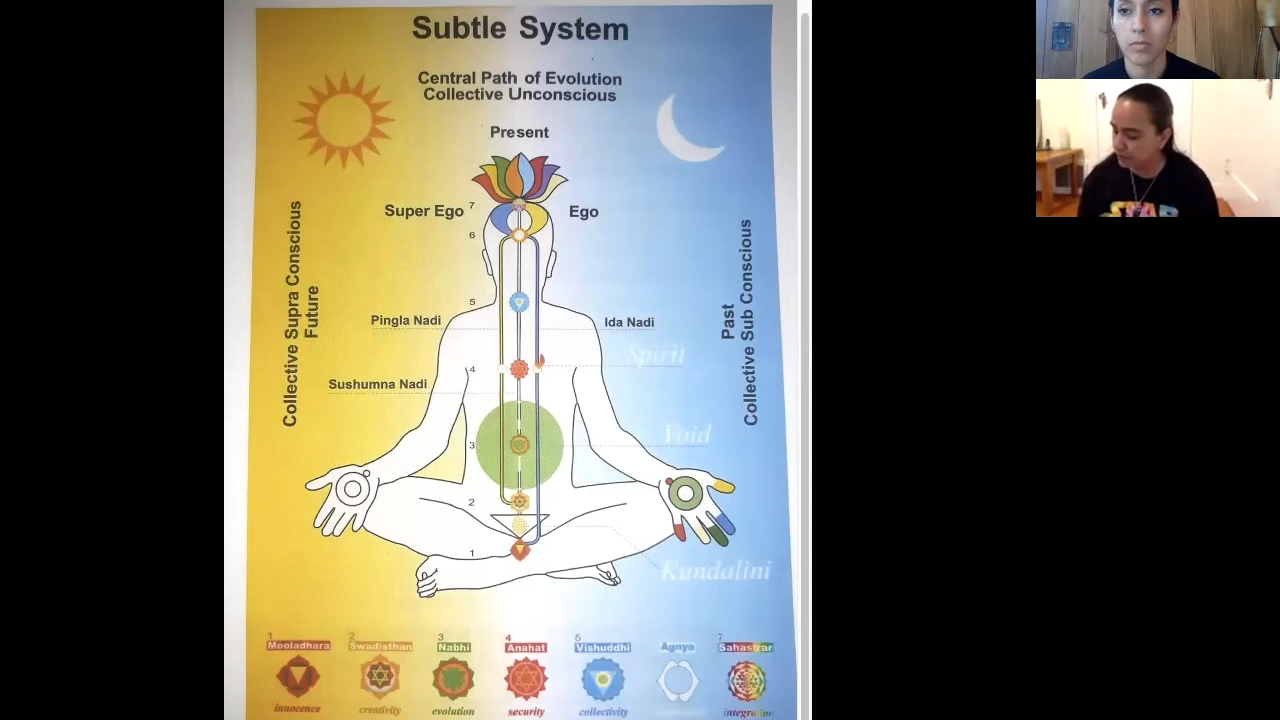 Subtle System
Central Path of Evolution
Collective Unconscious
Present
Super Ego
7
Ego
6
Collective Supra Conscious
Future
Past
Collective Sub Conscious
5
Pingla Nadi
Ida Nadi
Spirit
4
Sushumna Nadi
Void
3
2
1
Kundalini
1 2 3 4 5 7
Mooladhara Swadisthan Nabhi Anahat Vishuddhi Agnya Sahastrar
innocence creativity evolution security collectivity integration
STAR